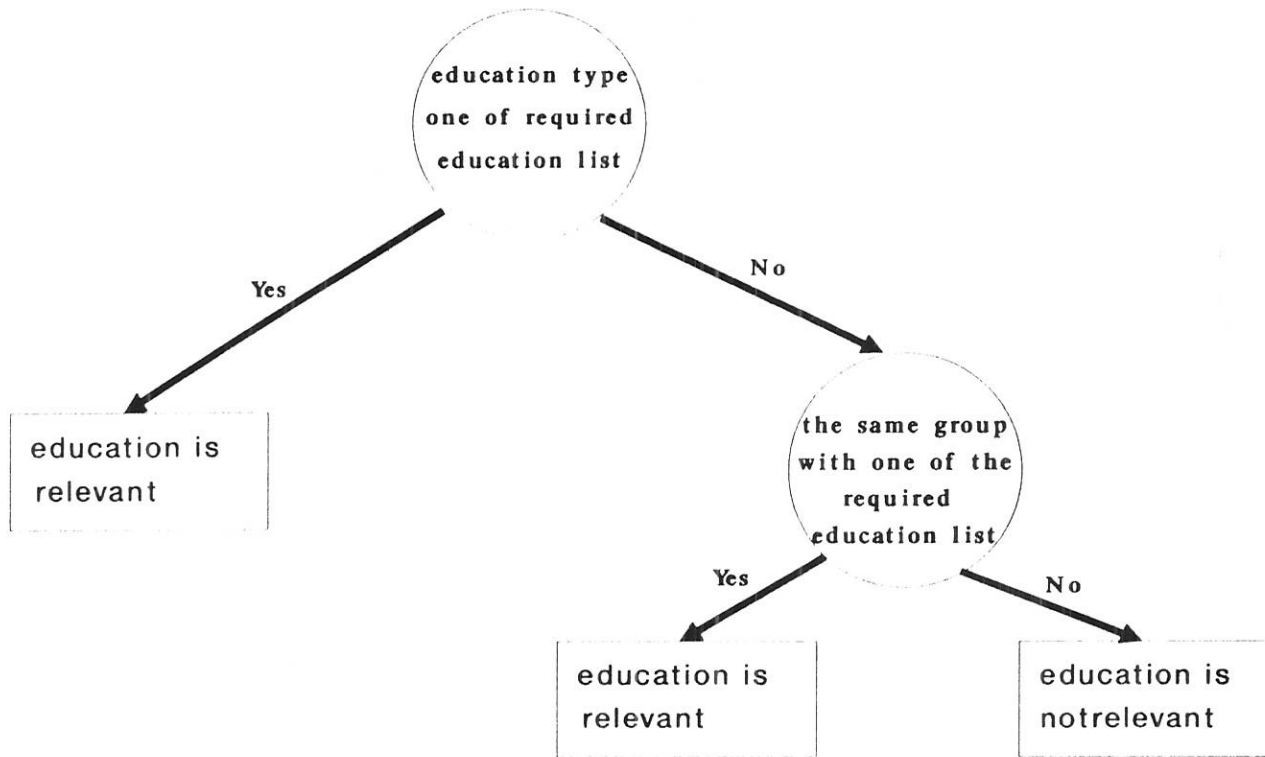 education type
one of required
education list
Yes
No
education is
relevant
the same group
with one of the
required
education list
Yes
No
education is
relevant
education is
notrelevant